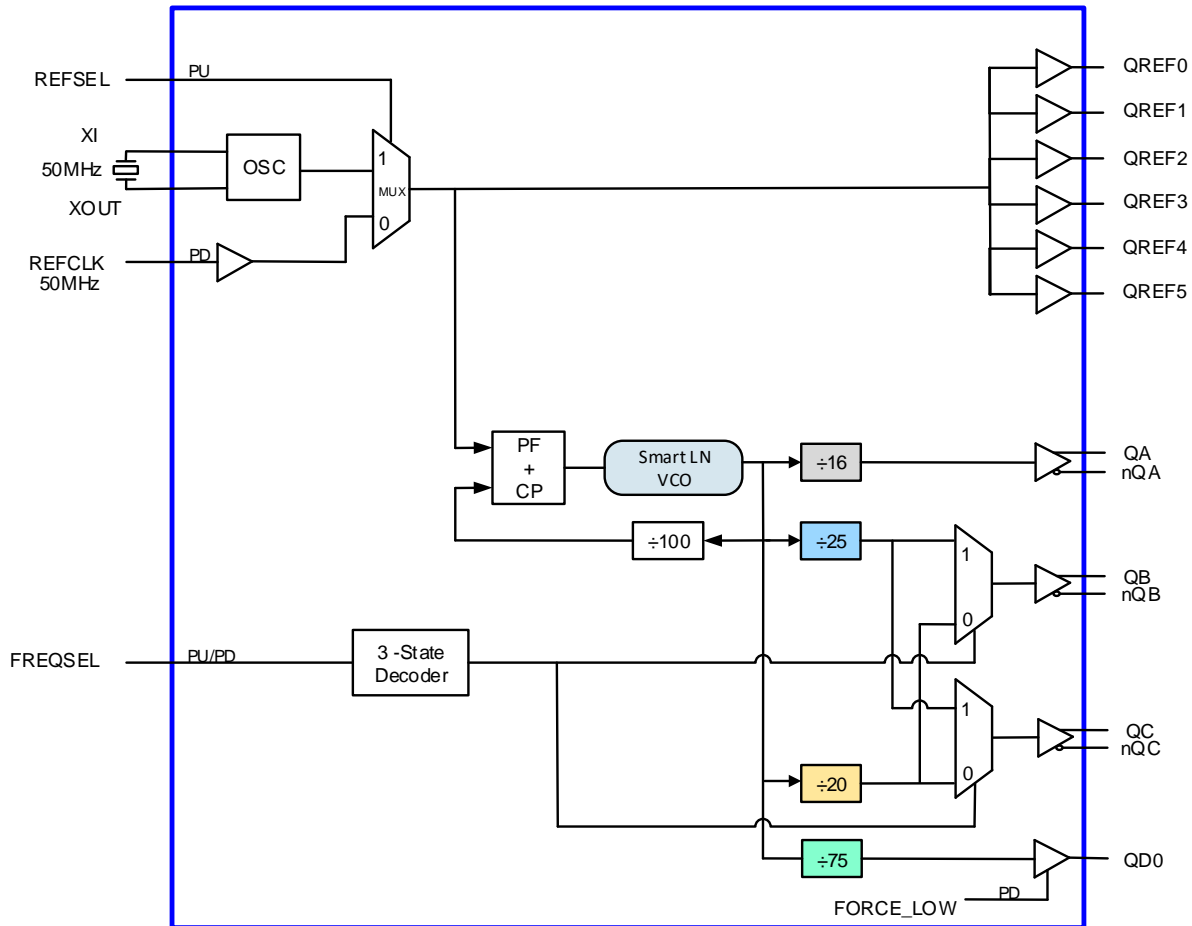 REFSEL
PU
XI
50MHz
XOUT
OSC
1
MUX
0
REFCLK
50MHz
PD
QREF0
QREF1
QREF2
QREF3
QREF4
QREF5
PF
+
CP
Smart LN
VCO
÷16
QA
nQA
÷100
÷25
1
0
QB
nQB
FREQSEL
PU/PD
3 -State
Decoder
1
0
QC
nQC
÷20
÷75
QD0
PD
FORCE_LOW